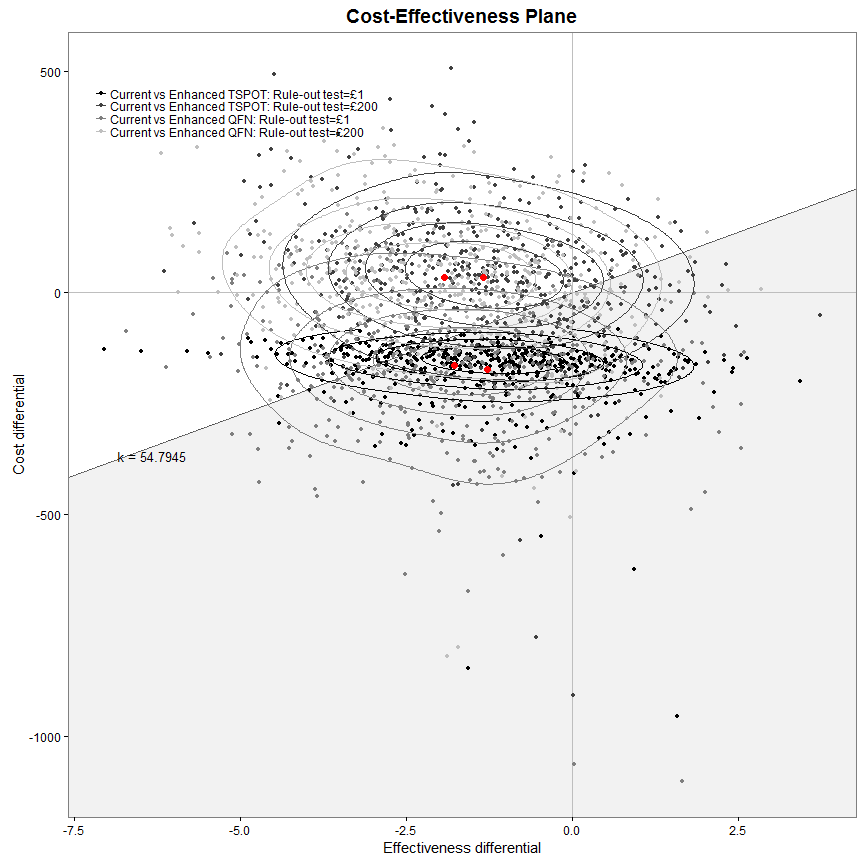 Cost-Effectiveness Plane
500
Current vs Enhanced TSPOT: Rule-out test=£1
Current vs Enhanced TSPOT: Rule-out test=£200
Current vs Enhanced QFN: Rule-out test=£1
Current vs Enhanced QFN: Rule-out test=£200
0
Cost differential
k = 54.7945
-500
-1000
-7.5 -5.0 -2.5 0.0 2.5
Effectiveness differential